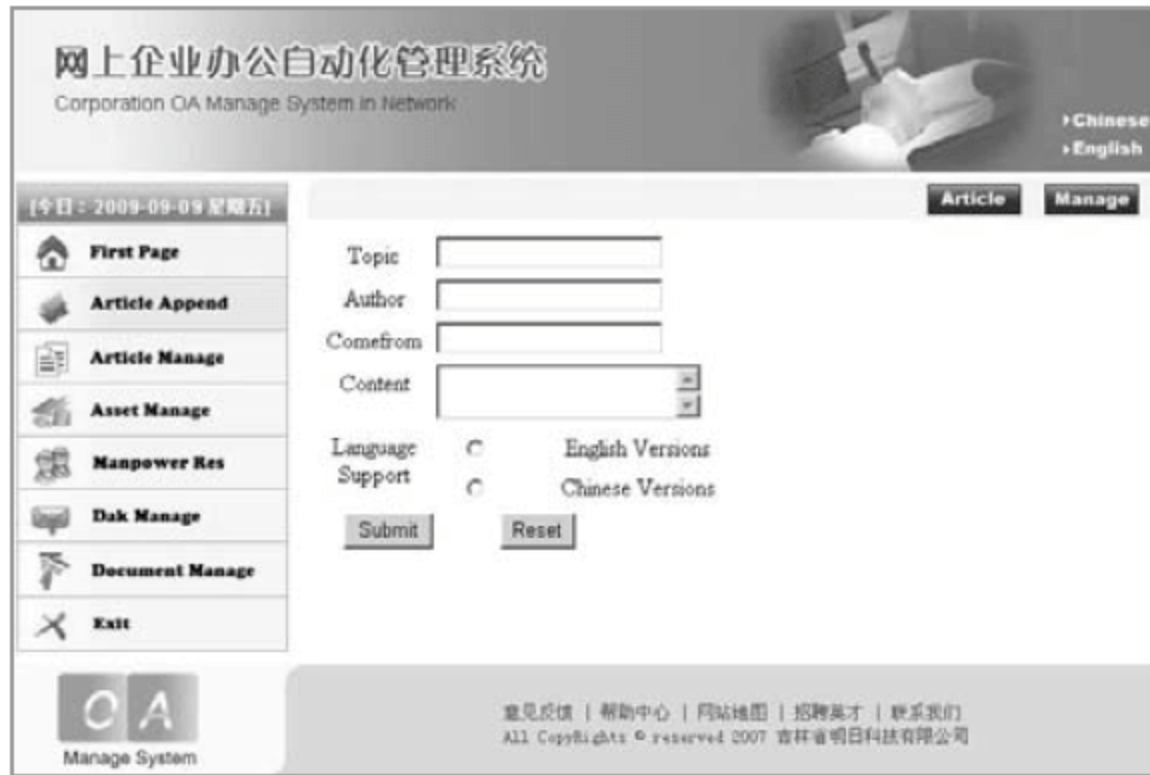 网上企业办公自动化管理系统
Corporation OA Manage System in Network
Chinese
English
[今日：2009-09-09 星期五]
Article
Manage
First Page
Article Append
Article Manage
Asset Manage
Manpower Res
Dak Manage
Document Manage
Exit
Topic
Author
Comefrom
Content
Language
Support
English Versions
Chinese Versions
Submit
Reset
OA
Manage System
意见反馈 | 帮助中心 | 网站地图 | 招聘英才 | 联系我们
All CopyRights © reserved 2007 吉林省明日科技有限公司